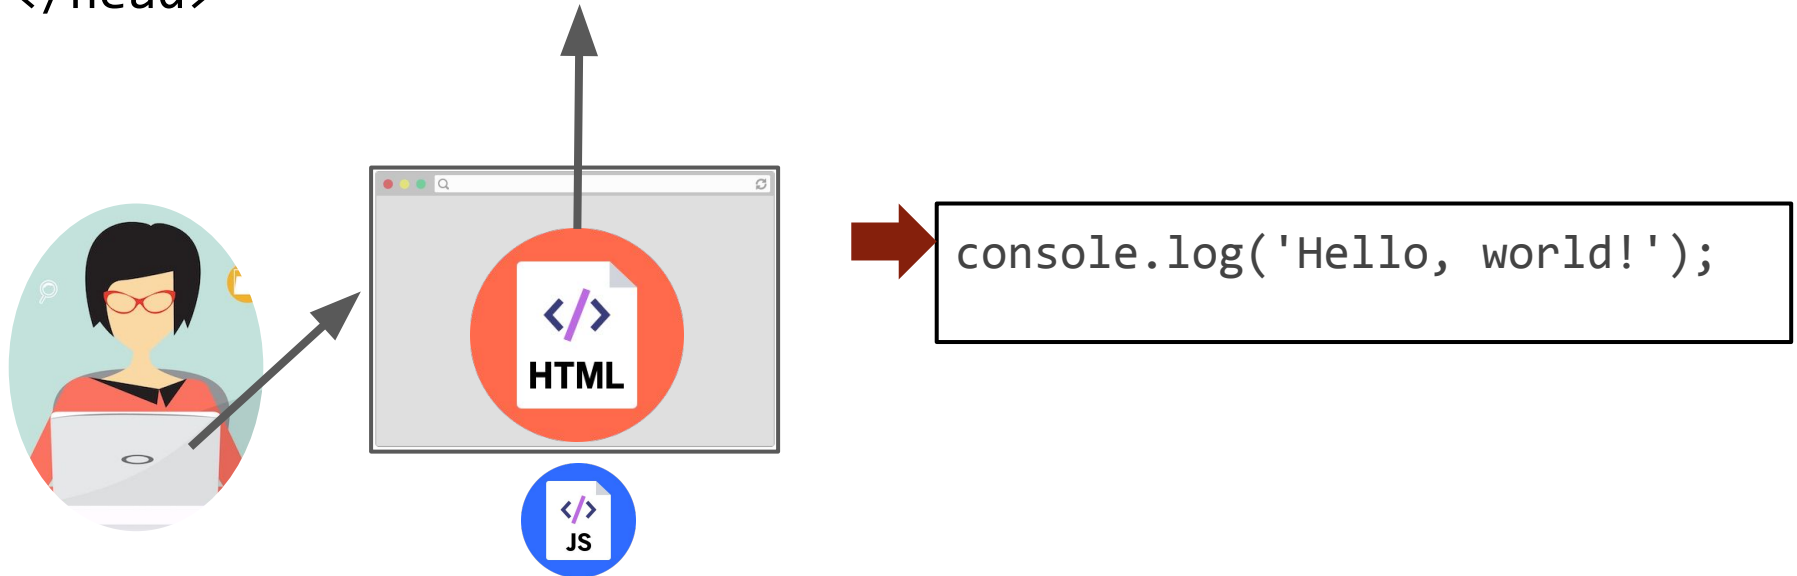 </head>
console.log('Hello, world!');
</>
HTML
</>
JS